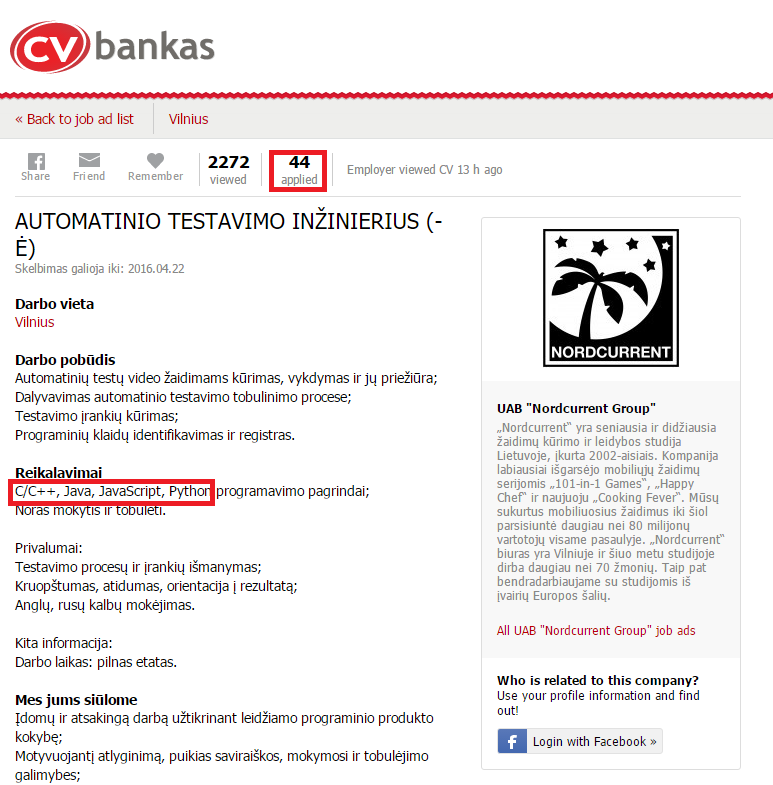 CV bankas
« Back to job ad list
Vilnius
Share
Friend
Remember
2272
viewed
44
applied
Employer viewed CV 13 h ago
AUTOMATINIO TESTAVIMO INŽINIERIUS (-
Ė)
Skelbimas galioja iki: 2016.04.22
Darbo vieta
Vilnius
Darbo pobūdis
Automatinių testų video žaidimams kūrimas, vykdymas ir jų priežiūra;
Dalyvavimas automatinio testavimo tobulinimo procese;
Testavimo įrankių kūrimas;
Programinių klaidų identifikavimas ir registras.
Reikalavimai
C/C++, Java, JavaScript, Python programavimo pagrindai;
Noras mokytis ir tobulėti.
Privalumai:
Testavimo procesų ir įrankių išmanymas;
Kruopštumas, atidumas, orientacija į rezultatą;
Anglų, rusų kalbų mokėjimas.
Kita informacija:
Darbo laikas: pilnas etatas.
Mes jums siūlome
Įdomų ir atsakingą darbą užtikrinant leidžiamo programinio produkto
kokybę;
Motyvuojantį atlyginimą, puikias saviraiškos, mokymosi ir tobulėjimo
galimybes;
NORDCURRENT
UAB "Nordcurrent Group"
„Nordcurrent“ yra seniausia ir didžiausia
žaidimų kūrimo ir leidybos studija
Lietuvoje, įkurta 2002-aisiais. Kompanija
labiausiai išgarsėjo mobiliųjų žaidimų
serijomis „101-in-1 Games“, „Happy
Chef“ ir naujuoju „Cooking Fever“. Mūsų
sukurtus mobiliuosius žaidimus iki šiol
parsisiuntė daugiau nei 80 milijonų
vartotojų visame pasaulyje. „Nordcurrent“
biuras yra Vilniuje ir šiuo metu studijoje
dirba daugiau nei 70 žmonių. Taip pat
bendradarbiaujame su studijomis iš
įvairių Europos šalių.
All UAB "Nordcurrent Group" job ads
Who is related to this company?
Use your profile information and find
out!
f Login with Facebook »